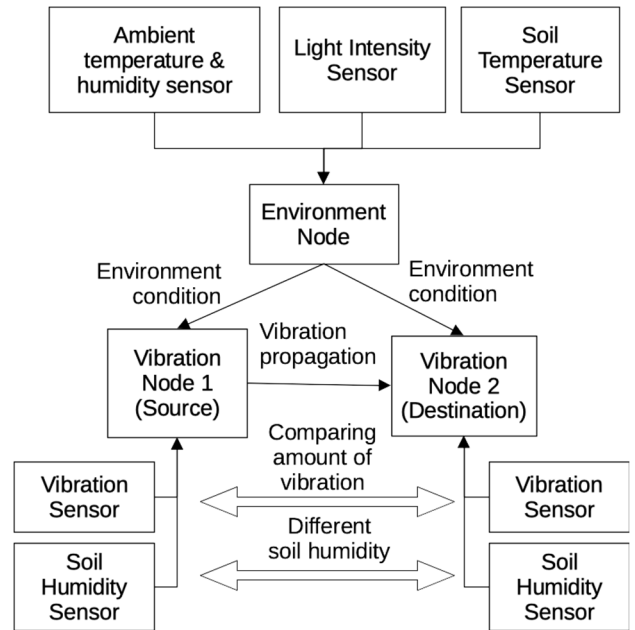 Ambient
temperature &
humidity sensor
Light Intensity
Sensor
Soil
Temperature
Sensor
Environment
Node
Environment
condition
Environment
condition
Vibration
Node 1
(Source)
Vibration
propagation
Vibration
Node 2
(Destination)
Comparing
amount of
vibration
Vibration
Sensor
Vibration
Sensor
Different
soil humidity
Soil
Humidity
Sensor
Soil
Humidity
Sensor